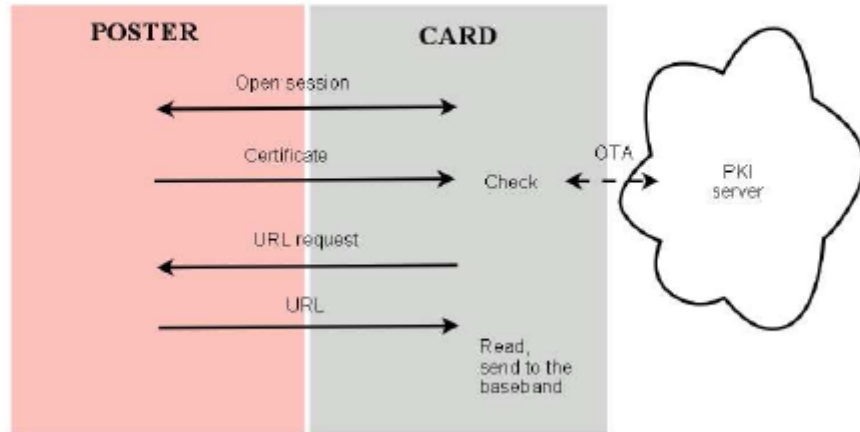 POSTER
CARD
Open session
Certificate
Check
OTA
PKI
server
URL request
URL
Read,
send to the
baseband